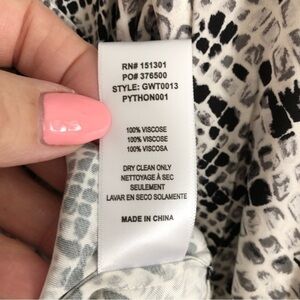 RN# 151301
PO# 376500
STYLE: GWT0013
PYTHON001
100% VISCOSE
100% VISCOSE
100% VISCOSA
DRY CLEAN ONLY
NETTOYAGE À SEC
SEULEMENT
LAVAR EN SECO SOLAMENTE
MADE IN CHINA